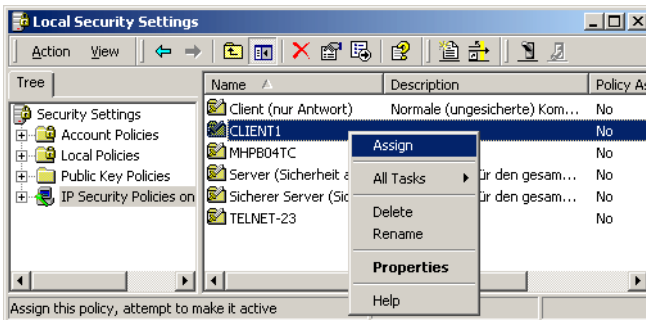 Local Security Settings
Action View
Tree
Name Description Policy As
Security Settings
Account Policies
Local Policies
Public Key Policies
IP Security Policies on
Client (nur Antwort) Normale (ungesicherte) Kom... No
CLIENT1 No
MHPB04TC No
Server (Sicherheit a ür den gesam... No
Sicherer Server (Sic ür den gesam... No
TELNET-23 No
Assign
All Tasks
Delete
Rename
Properties
Help
Assign this policy, attempt to make it active